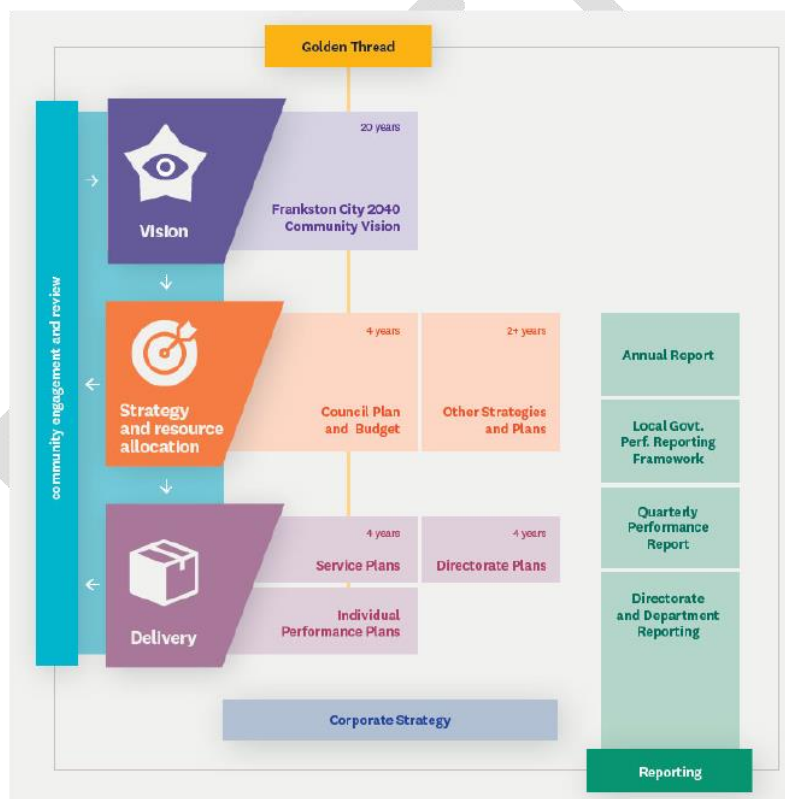 Golden Thread
community engagement and review
Vision
20 years
Frankston City 2040
Community Vision
Strategy
and resource
allocation
4 years
Council Plan
and Budget
2+ years
Other Strategies
and Plans
Delivery
4 years
Service Plans
4 years
Directorate Plans
Individual
Performance Plans
Corporate Strategy
Annual Report
Local Govt.
Perf. Reporting
Framework
Quarterly
Performance
Report
Directorate
and Department
Reporting
Reporting